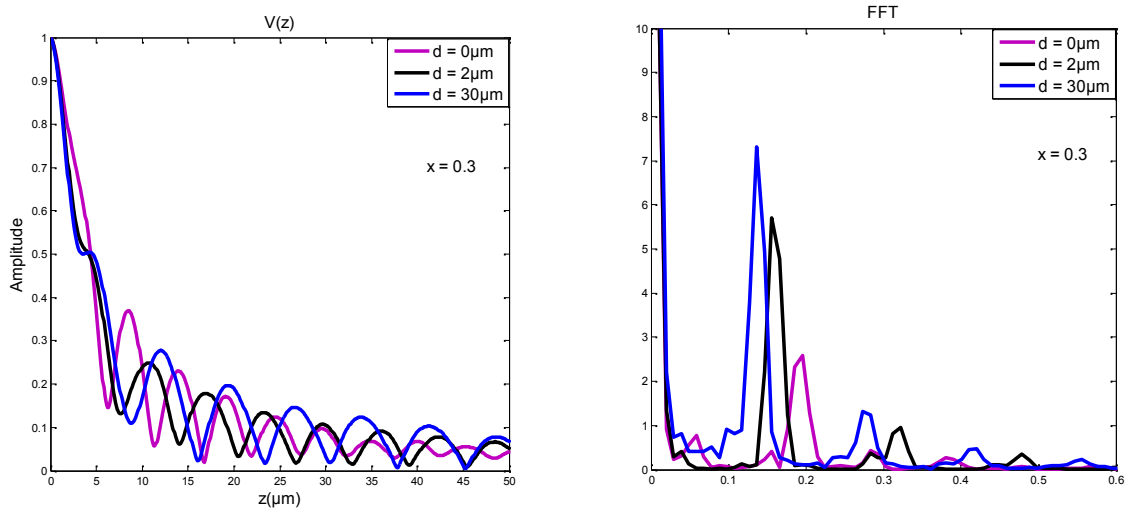 V(z)
1
0.9
0.8
0.7
0.6
0.5
0.4
0.3
0.2
0.1
0
Amplitude
d = 0µm
d = 2µm
d = 30µm
x = 0.3
0 5 10 15 20 25 30 35 40 45 50
z(µm)
FFT
10
9
8
7
6
5
4
3
2
1
0
d = 0µm
d = 2µm
d = 30µm
x = 0.3
0 0.1 0.2 0.3 0.4 0.5 0.6